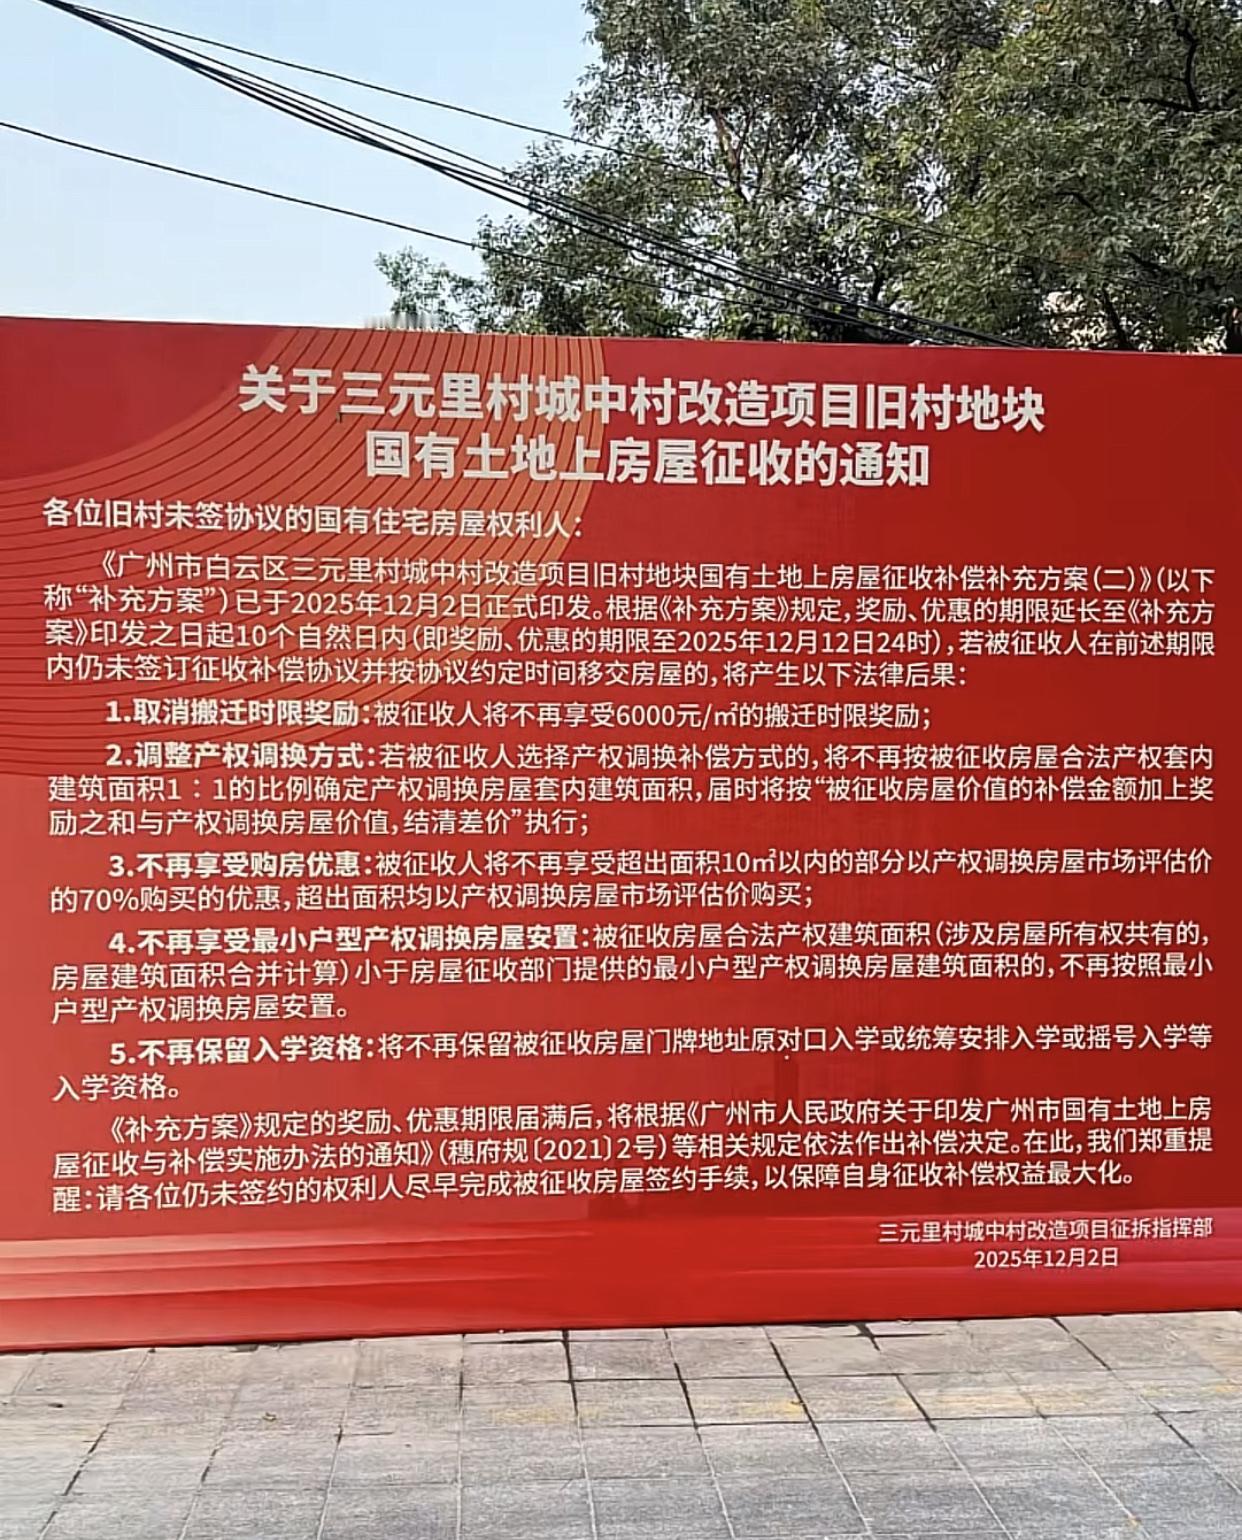 关于三元里村城中村改造项目旧村地块
国有土地上房屋征收的通知
各位旧村未签协议的国有住宅房屋权利人：
《广州市白云区三元里村城中村改造项目旧村地块国有土地上房屋征收补偿补充方案（二）》（以下
称“补充方案”）已于2025年12月2日正式印发。根据《补充方案》规定，奖励、优惠的期限延长至《补充方
案》印发之日起10个自然日内（即奖励、优惠的期限至2025年12月12日24时），若被征收人在前述期限
内仍未签订征收补偿协议并按协议约定时间移交房屋的，将产生以下法律后果：
1.取消搬迁时限奖励：被征收人将不再享受6000元/㎡的搬迁时限奖励；
2.调整产权调换方式：若被征收人选择产权调换补偿方式的，将不再按被征收房屋合法产权套内
建筑面积1：1的比例确定产权调换房屋套内建筑面积，届时将按“被征收房屋价值的补偿金额加上奖
励之和与产权调换房屋价值，结清差价”执行；
3.不再享受购房优惠：被征收人将不再享受超出面积10㎡以内的部分以产权调换房屋市场评估价
的70%购买的优惠，超出面积均以产权调换房屋市场评估价购买；
4.不再享受最小户型产权调换房屋安置：被征收房屋合法产权建筑面积（涉及房屋所有权共有的，
房屋建筑面积合并计算）小于房屋征收部门提供的最小户型产权调换房屋建筑面积的，不再按照最小
户型产权调换房屋安置。
5.不再保留入学资格：将不再保留被征收房屋门牌地址原对口入学或统筹安排入学或摇号入学等
入学资格。
《补充方案》规定的奖励、优惠期限届满后，将根据《广州市人民政府关于印发广州市国有土地上房
屋征收与补偿实施办法的通知》（穗府规〔2021〕2号）等相关规定依法作出补偿决定。在此，我们郑重提
醒：请各位仍未签约的权利人尽早完成被征收房屋签约手续，以保障自身征收补偿权益最大化。
三元里村城中村改造项目征拆指挥部
2025年12月2日